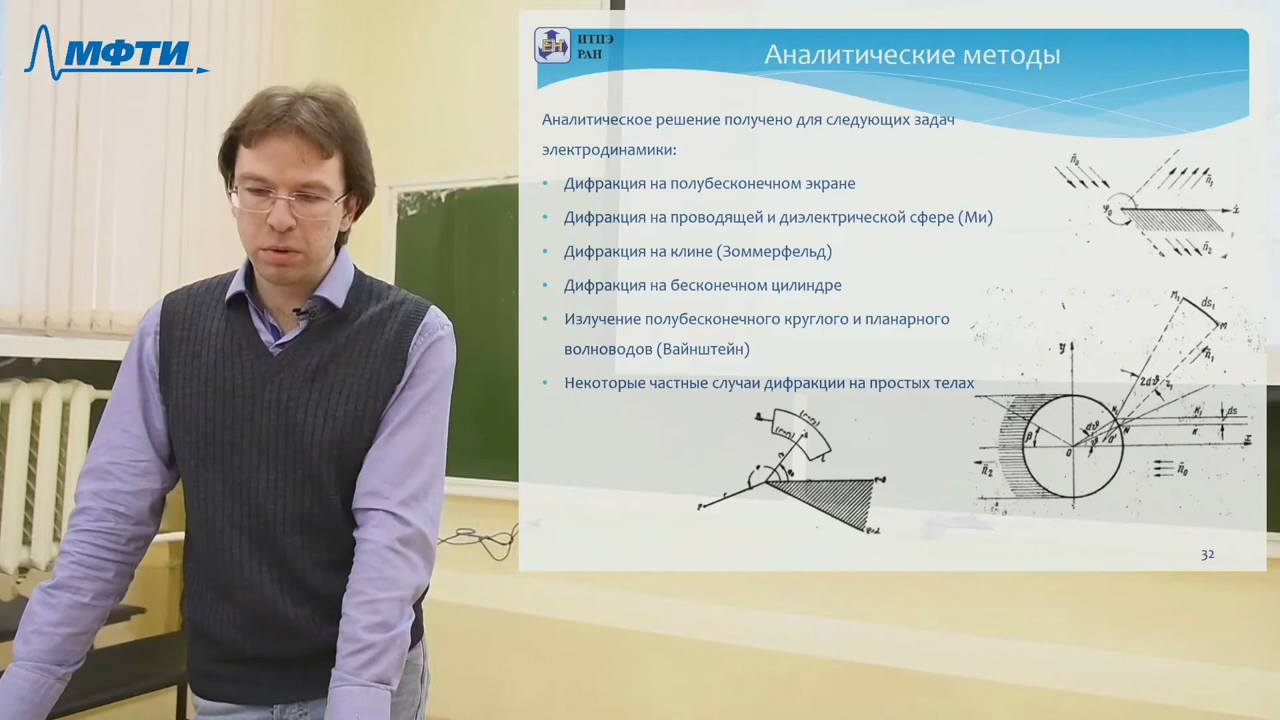 МФТИ
ЕН
ИТПЭ
РАН
Аналитические методы
Аналитическое решение получено для следующих задач
электродинамики:
• Дифракция на полубесконечном экране
• Дифракция на проводящей и диэлектрической сфере (Ми)
• Дифракция на клине (Зоммерфельд)
• Дифракция на бесконечном цилиндре
• Излучение полубесконечного круглого и планарного
волноводов (Вайнштейн)
• Некоторые частные случаи дифракции на простых телах
32